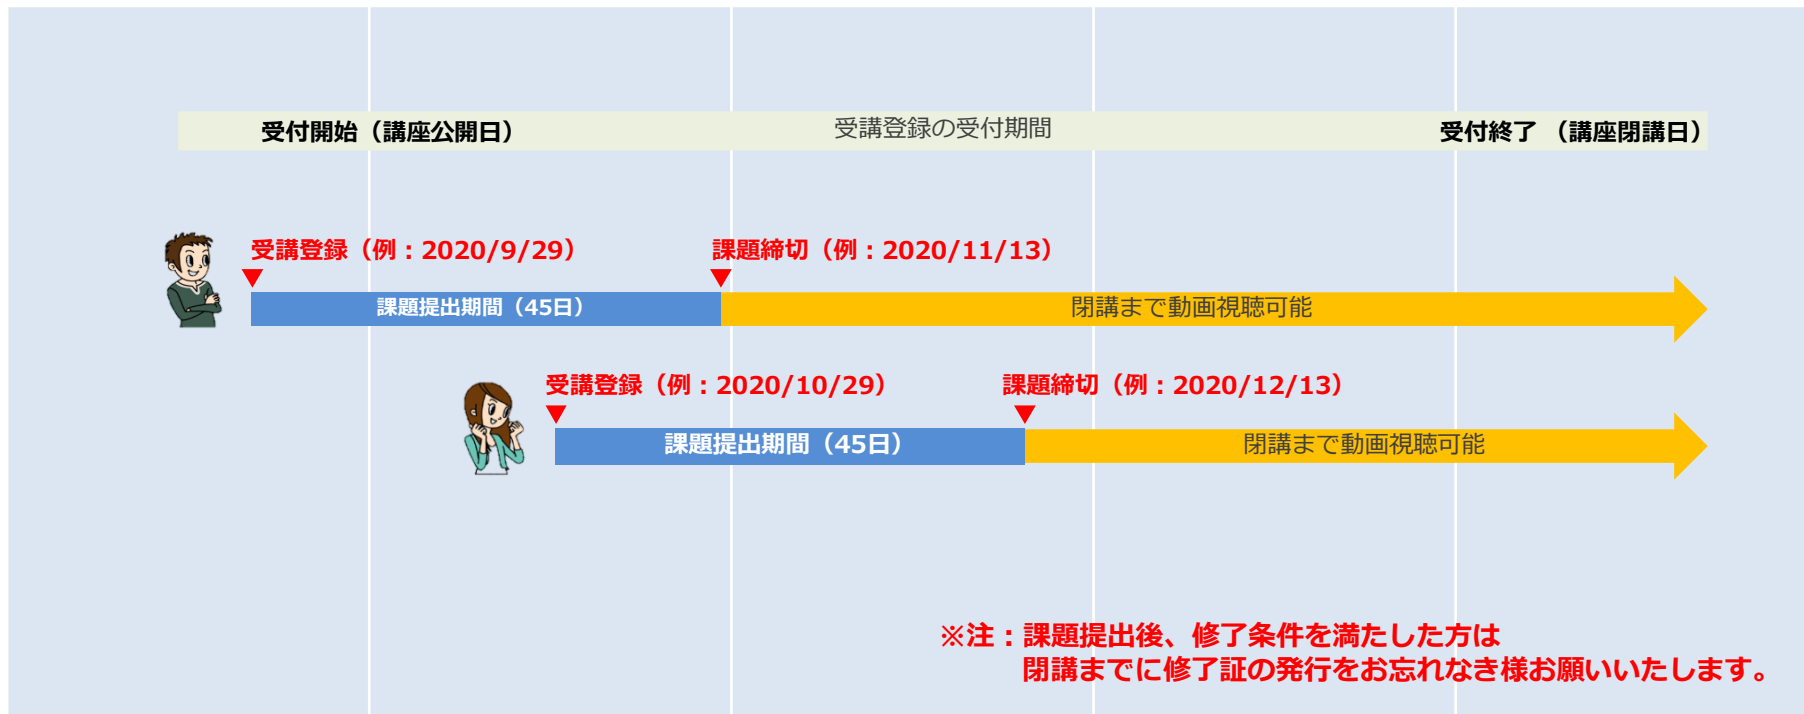 受付開始（講座公開日）
受講登録の受付期間
受付終了 （講座閉講日）
受講登録（例：2020/9/29）
課題締切（例：2020/11/13）
課題提出期間（45日）
閉講まで動画視聴可能
受講登録（例：2020/10/29）
課題締切（例：2020/12/13）
課題提出期間（45日）
閉講まで動画視聴可能
※注：課題提出後、修了条件を満たした方は
閉講までに修了証の発行をお忘れなき様お願いいたします。